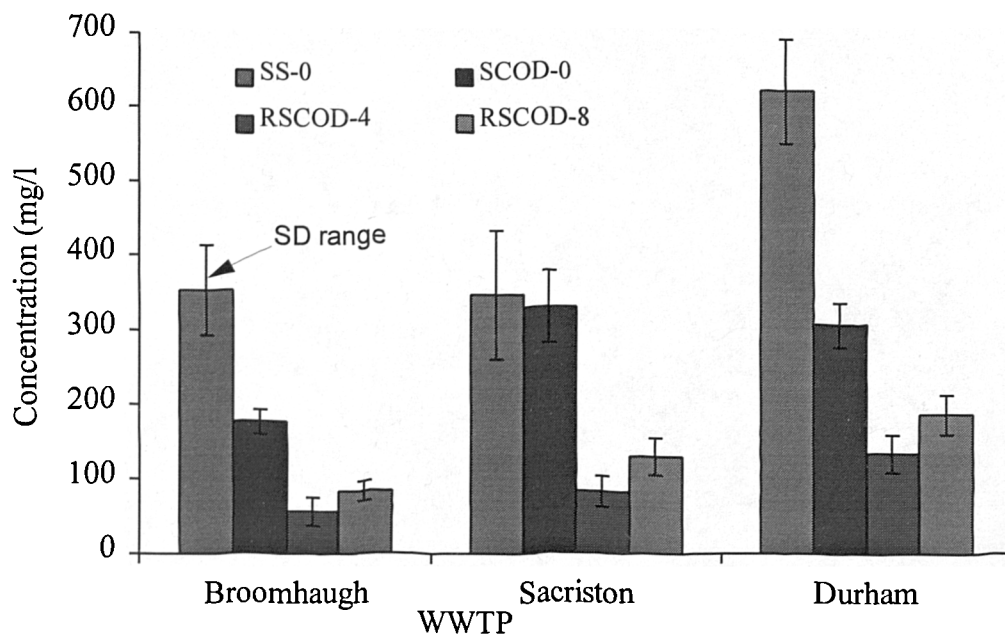 700
600
500
400
300
200
100
0
Concentration (mg/l)
SS-0
SCOD-0
RSCOD-4
RSCOD-8
SD range
Broomhaugh
Sacriston
Durham
WWTP